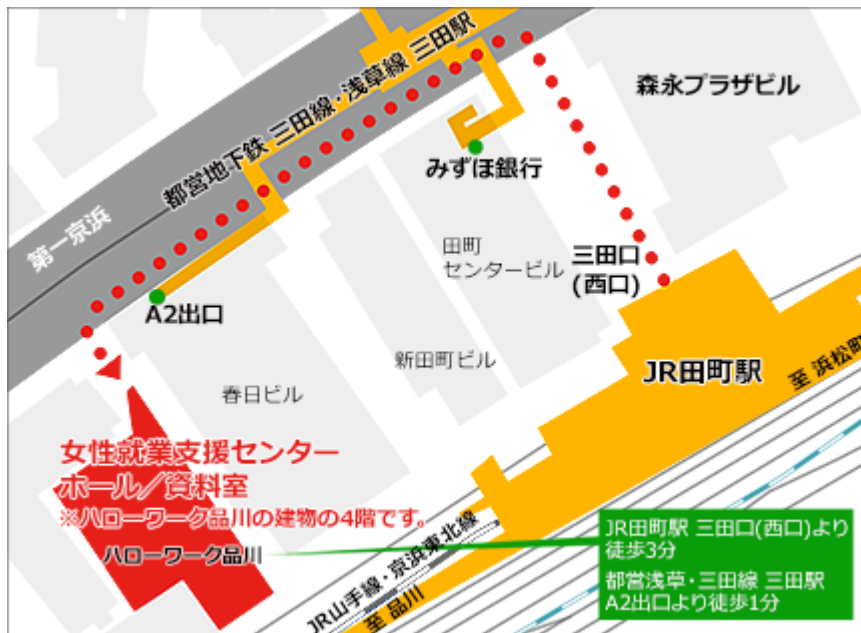 都営地下鉄 三田線・浅草線 三田駅
森永プラザビル
みずほ銀行
第一京浜
田町
センタービル
三田口
(西口)
A2出口
新田町ビル
JR田町駅
至 浜松町
春日ビル
女性就業支援センター
ホール／資料室
※ハローワーク品川の建物の4階です。
ハローワーク品川
JR山手線・京浜東北線
至 品川
JR田町駅 三田口(西口)より
徒歩3分
都営浅草・三田線 三田駅
A2出口より徒歩1分